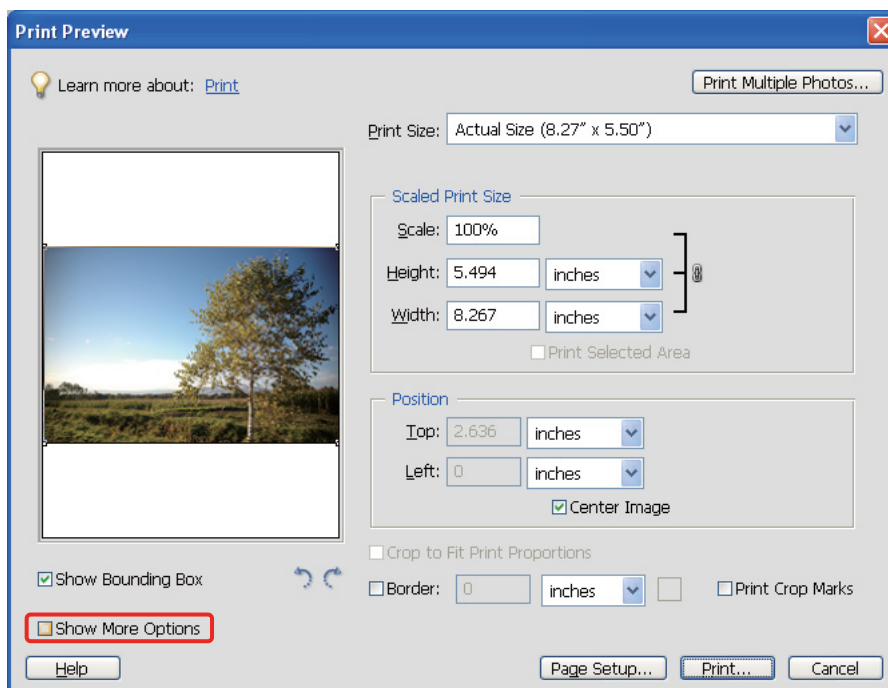 Print Preview
Learn more about: Print
Print Multiple Photos...
Print Size: Actual Size (8.27" x 5.50")
Scaled Print Size
Scale: 100%
Height: 5.494 inches
Width: 8.267 inches
Print Selected Area
Position
Top: 2.636 inches
Left: 0 inches
Center Image
Crop to Fit Print Proportions
Show Bounding Box
Border: 0 inches
Print Crop Marks
Show More Options
Help
Page Setup...
Print...
Cancel